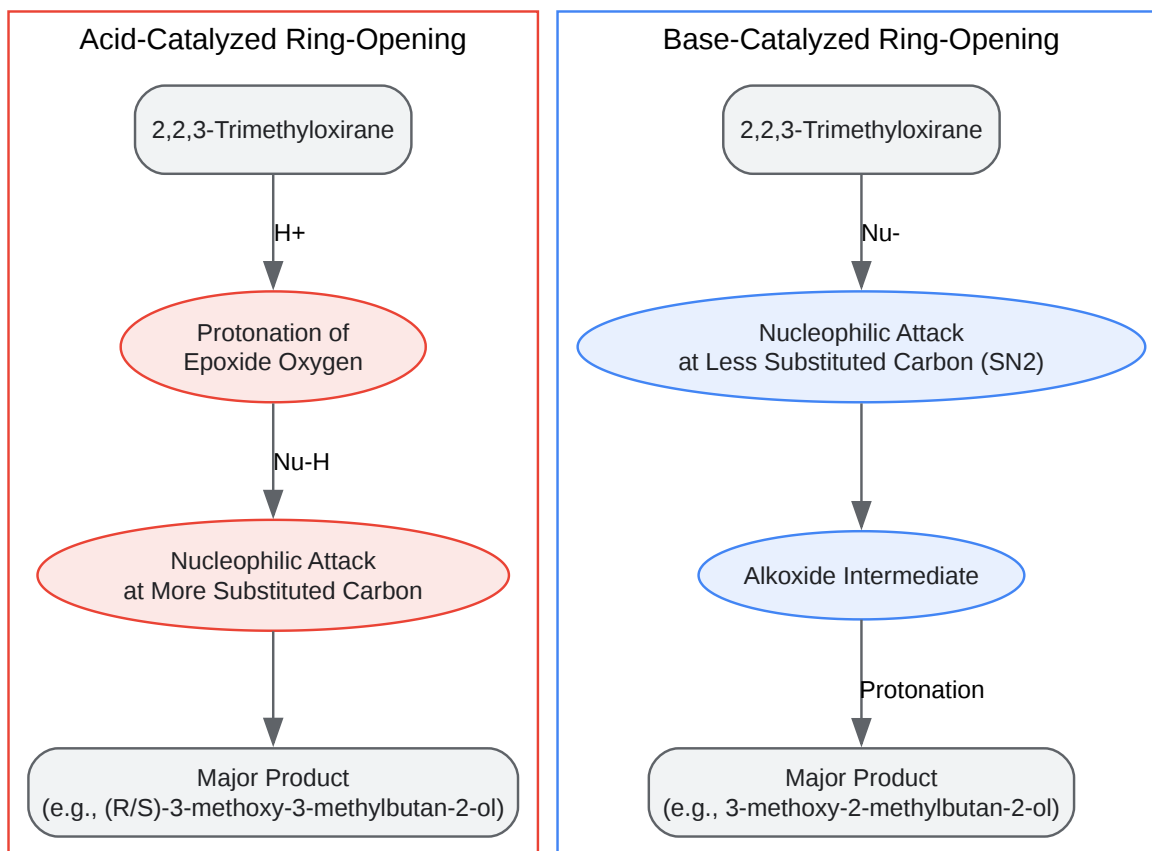 Acid-Catalyzed Ring-Opening
2,2,3-Trimethyloxirane
H+
Protonation of
Epoxide Oxygen
Nu-H
Nucleophilic Attack
at More Substituted Carbon
Major Product
(e.g., (R/S)-3-methoxy-3-methylbutan-2-ol)
Base-Catalyzed Ring-Opening
2,2,3-Trimethyloxirane
Nu-
Nucleophilic Attack
at Less Substituted Carbon (SN2)
Alkoxide Intermediate
Protonation
Major Product
(e.g., 3-methoxy-2-methylbutan-2-ol)